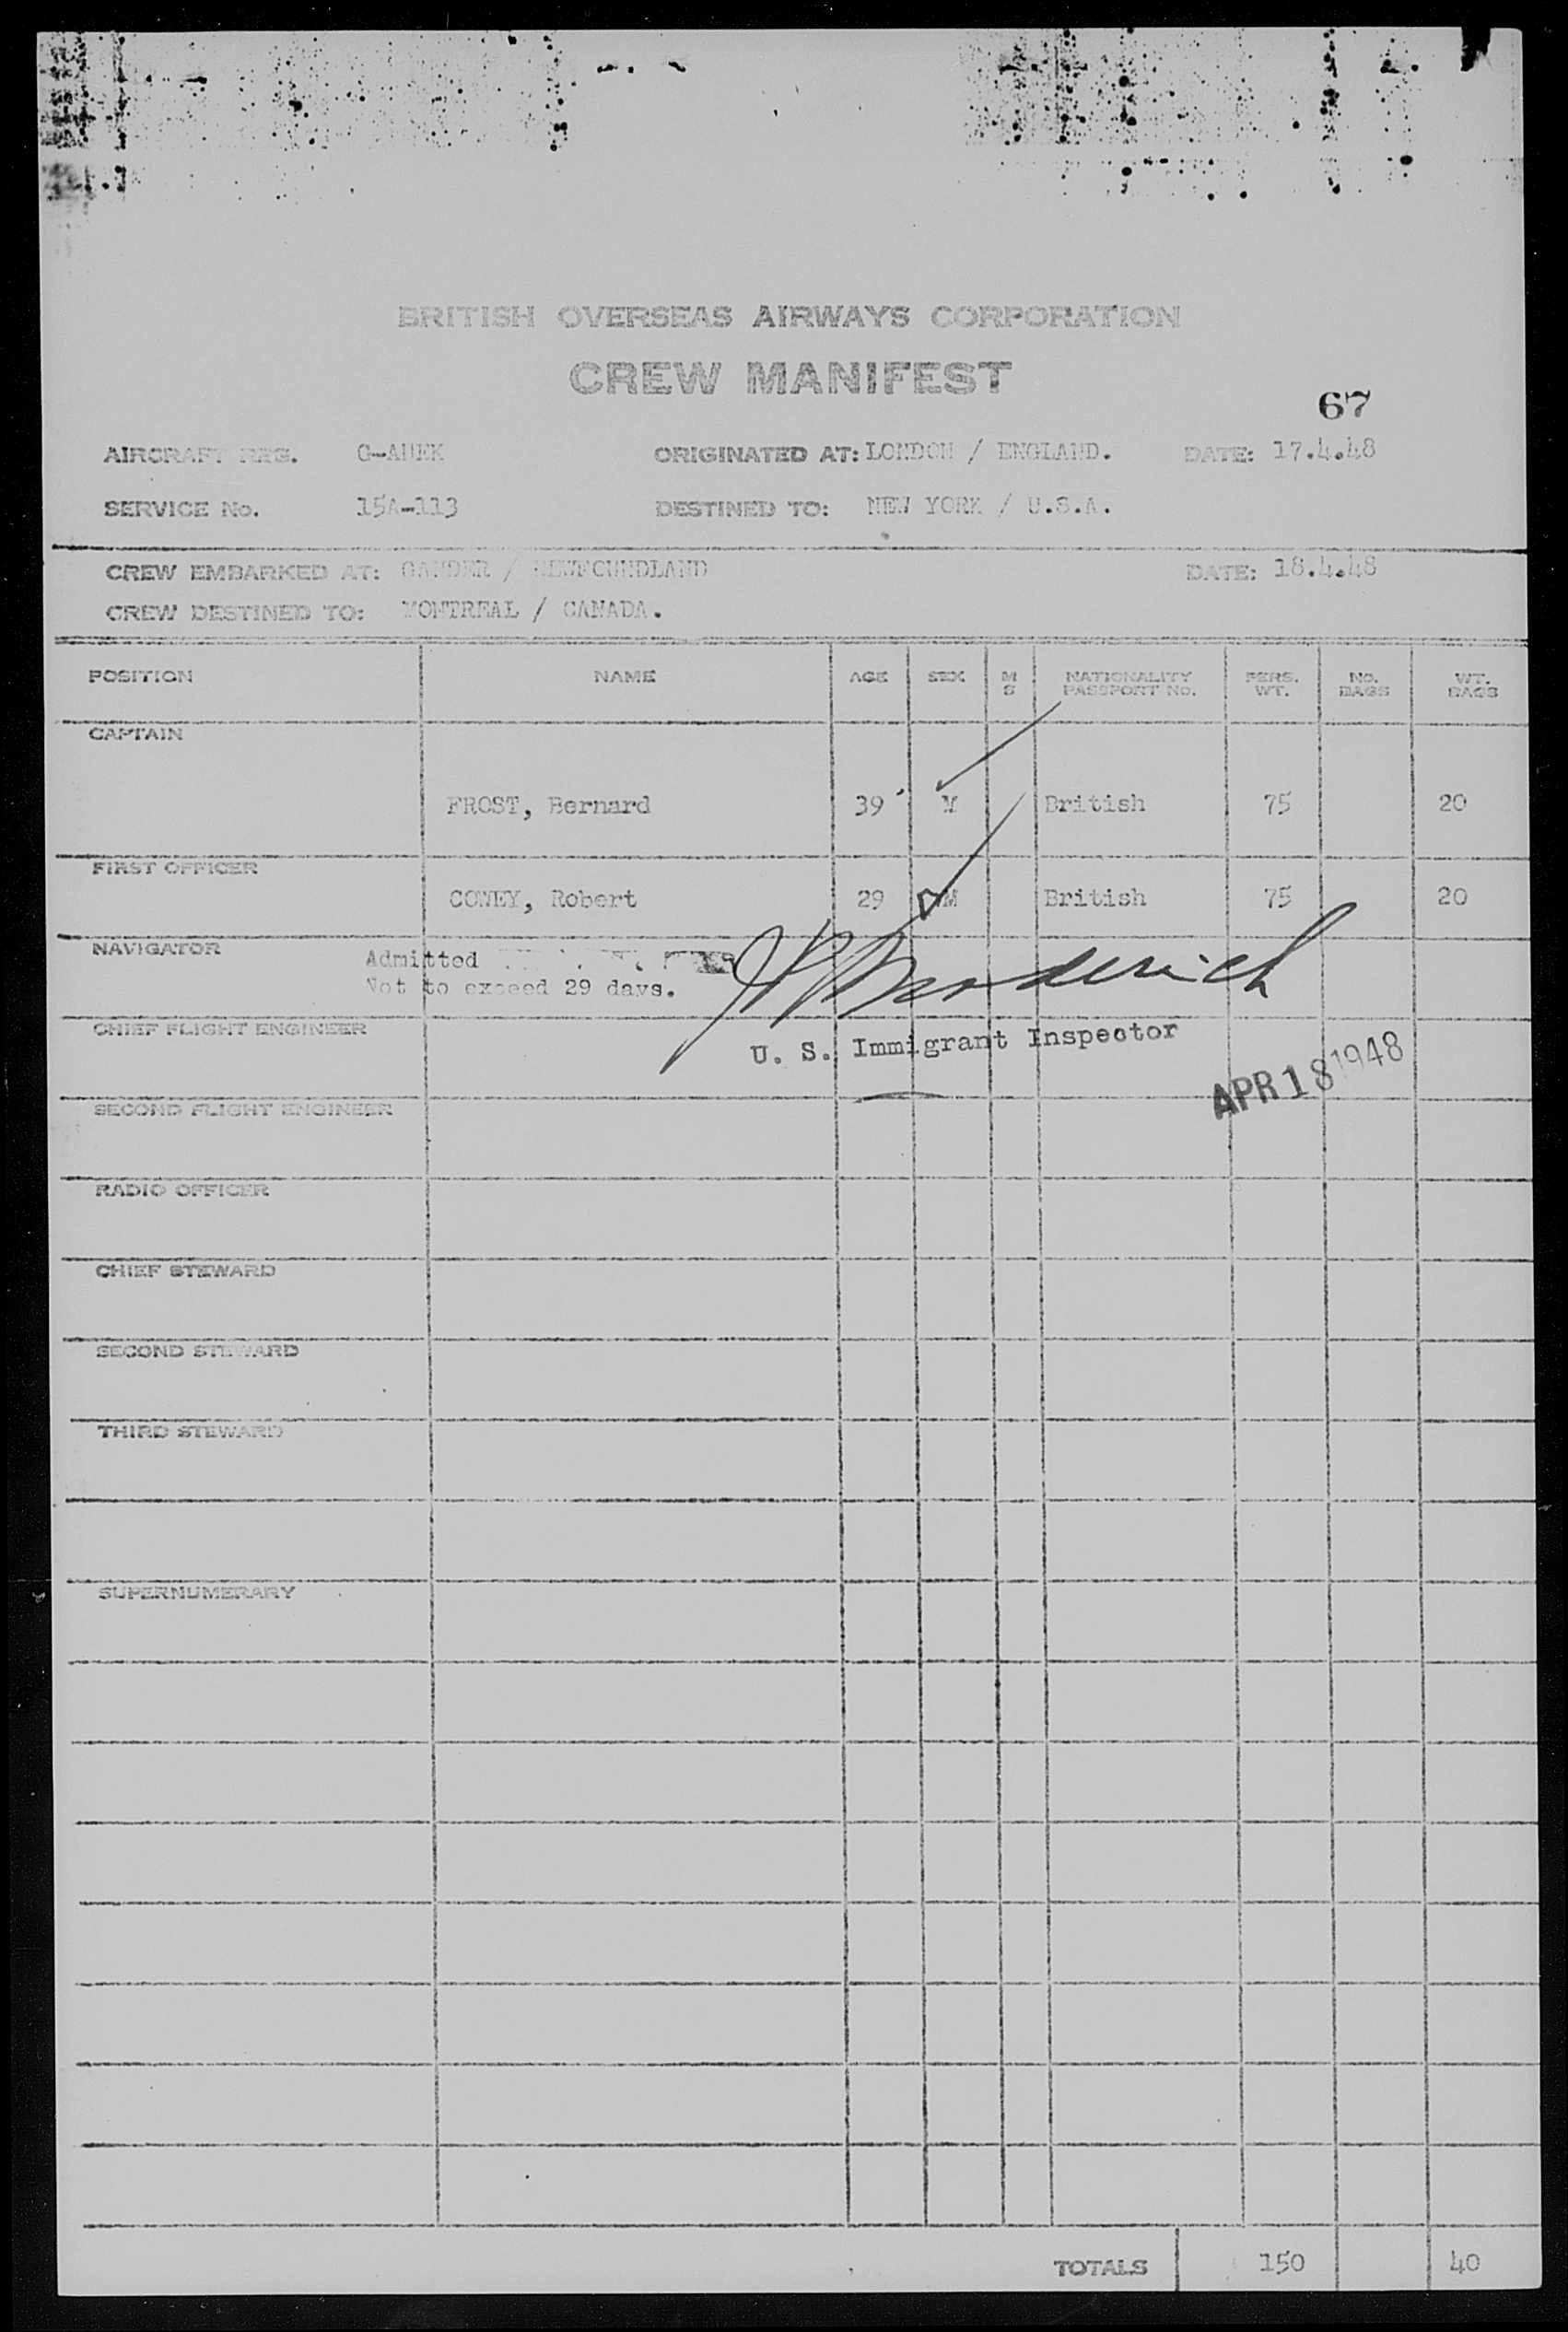 BRITISH OVERSEAS AIRWAYS CORPORATION
CREW MANIFEST
67
AIRCRAFT REG. G-AHEK ORIGINATED AT: LONDON / ENGLAND. DATE: 17.4.48
SERVICE No. 15A-113 DESTINED TO: NEW YORK / U.S.A.
CREW EMBARKED AT: GANDER / NEWFOUNDLAND DATE: 18.4.48
CREW DESTINED TO: MONTREAL / CANADA.
POSITION NAME AGE SEX M S NATIONALITY PASSPORT No. PERS. WT. No. BAGS WT. BAGS
CAPTAIN
FROST, Bernard 39 M British 75 20
FIRST OFFICER
COWEY, Robert 29 M British 75 20
NAVIGATOR
Admitted
Not to exceed 29 days.
CHIEF FLIGHT ENGINEER
U. S. Immigrant Inspector
APR 18 1948
SECOND FLIGHT ENGINEER
RADIO OFFICER
CHIEF STEWARD
SECOND STEWARD
THIRD STEWARD
SUPERNUMERARY
TOTALS 150 40